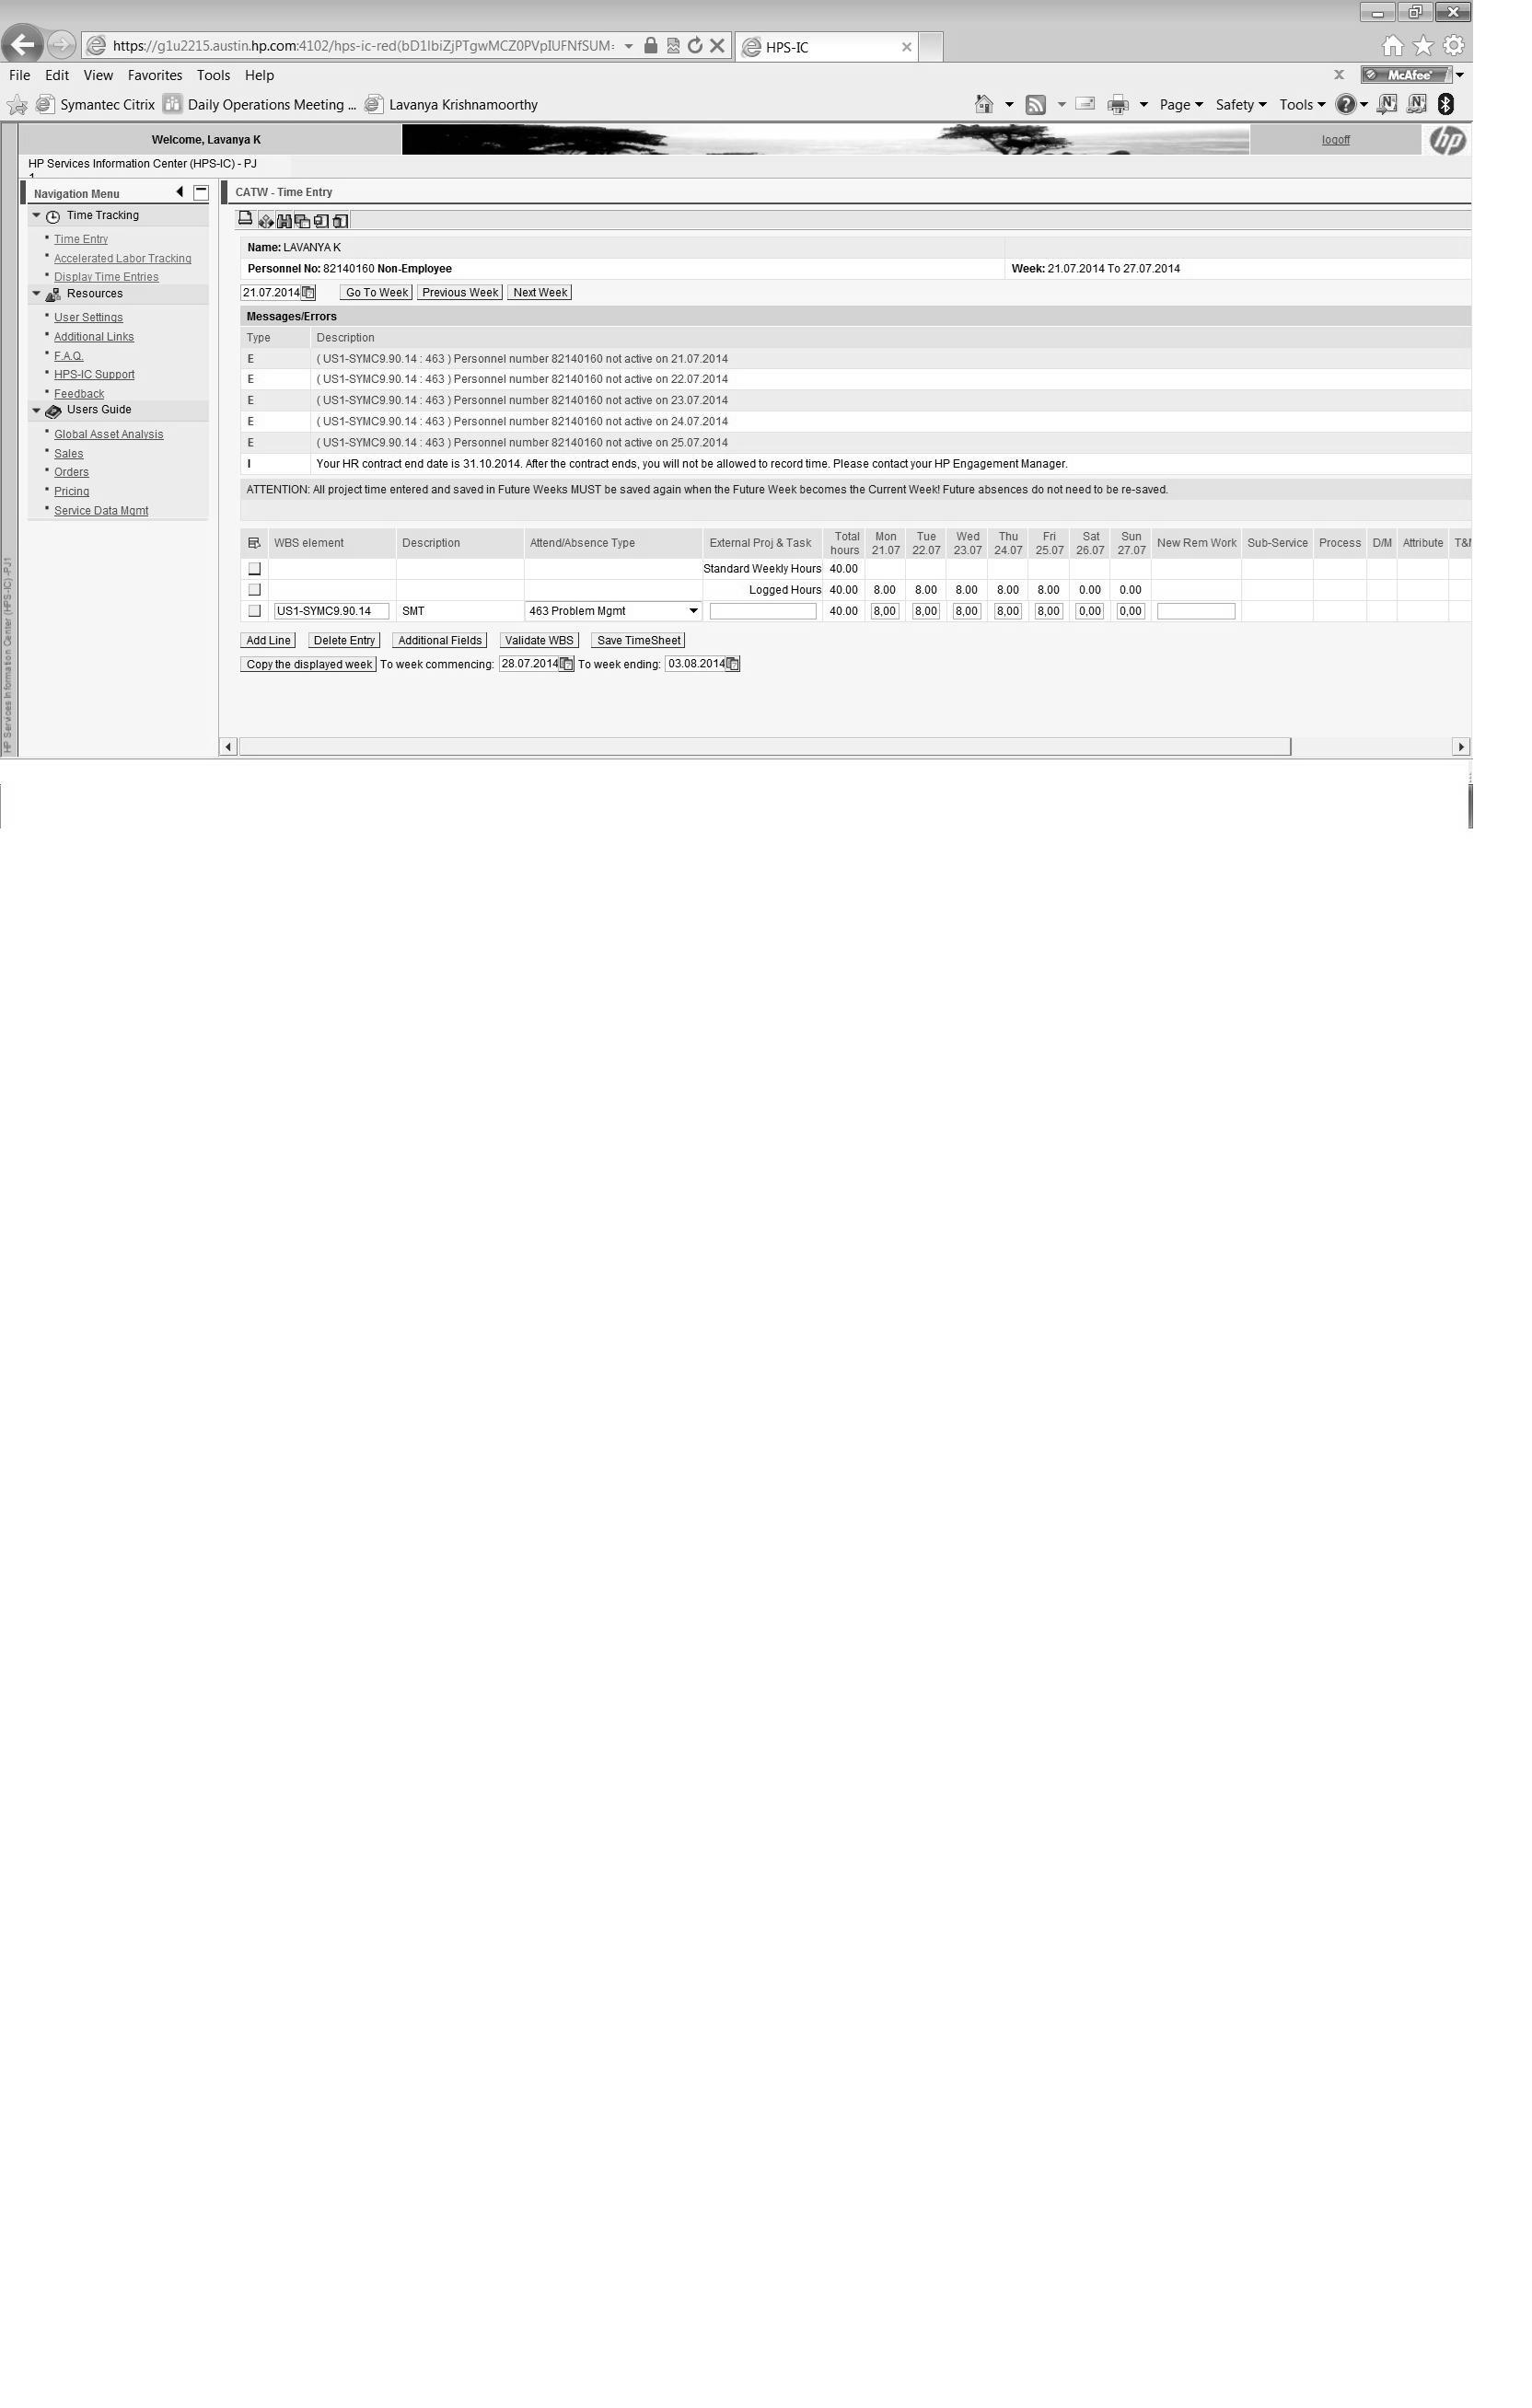 https://g1u2215.austin.hp.com:4102/hps-ic-red(bD1lbiZjPTgwMCZ0PVpIUFNfSUM= HPS-IC
File Edit View Favorites Tools Help
x McAfee
Symantec Citrix Daily Operations Meeting ... Lavanya Krishnamoorthy
Page Safety Tools
Welcome, Lavanya K
logoff
hp
HP Services Information Center (HPS-IC) - PJ
1
Navigation Menu
Time Tracking
Time Entry
Accelerated Labor Tracking
Display Time Entries
Resources
User Settings
Additional Links
F.A.Q.
HPS-IC Support
Feedback
Users Guide
Global Asset Analysis
Sales
Orders
Pricing
Service Data Mgmt
HP Services Information Center (HPS-IC) -PJ1
CATW - Time Entry
Name: LAVANYA K
Personnel No: 82140160 Non-Employee Week: 21.07.2014 To 27.07.2014
21.07.2014 Go To Week Previous Week Next Week
Messages/Errors
Type Description
E ( US1-SYMC9.90.14 : 463 ) Personnel number 82140160 not active on 21.07.2014
E ( US1-SYMC9.90.14 : 463 ) Personnel number 82140160 not active on 22.07.2014
E ( US1-SYMC9.90.14 : 463 ) Personnel number 82140160 not active on 23.07.2014
E ( US1-SYMC9.90.14 : 463 ) Personnel number 82140160 not active on 24.07.2014
E ( US1-SYMC9.90.14 : 463 ) Personnel number 82140160 not active on 25.07.2014
I Your HR contract end date is 31.10.2014. After the contract ends, you will not be allowed to record time. Please contact your HP Engagement Manager.
ATTENTION: All project time entered and saved in Future Weeks MUST be saved again when the Future Week becomes the Current Week! Future absences do not need to be re-saved.
WBS element Description Attend/Absence Type External Proj & Task Total hours Mon 21.07 Tue 22.07 Wed 23.07 Thu 24.07 Fri 25.07 Sat 26.07 Sun 27.07 New Rem Work Sub-Service Process D/M Attribute T&M
Standard Weekly Hours 40.00
Logged Hours 40.00 8.00 8.00 8.00 8.00 8.00 0.00 0.00
US1-SYMC9.90.14 SMT 463 Problem Mgmt 40.00 8,00 8,00 8,00 8,00 8,00 0,00 0,00
Add Line Delete Entry Additional Fields Validate WBS Save TimeSheet
Copy the displayed week To week commencing: 28.07.2014 To week ending: 03.08.2014